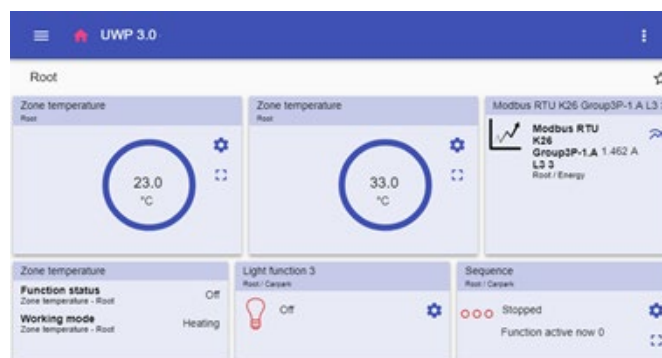 UWP 3.0
Root
Zone temperature
Root
23.0
°C
Zone temperature
Root
33.0
°C
Modbus RTU K26 Group3P-1.A L3 3
Modbus RTU
K26
Group3P-1.A 1.462 A
L3 3
Root / Energy
Zone temperature
Function status
Zone temperature - Root
Off
Working mode
Zone temperature - Root
Heating
Light function 3
Root / Carpark
Off
Sequence
Root / Carpark
Stopped
Function active now 0